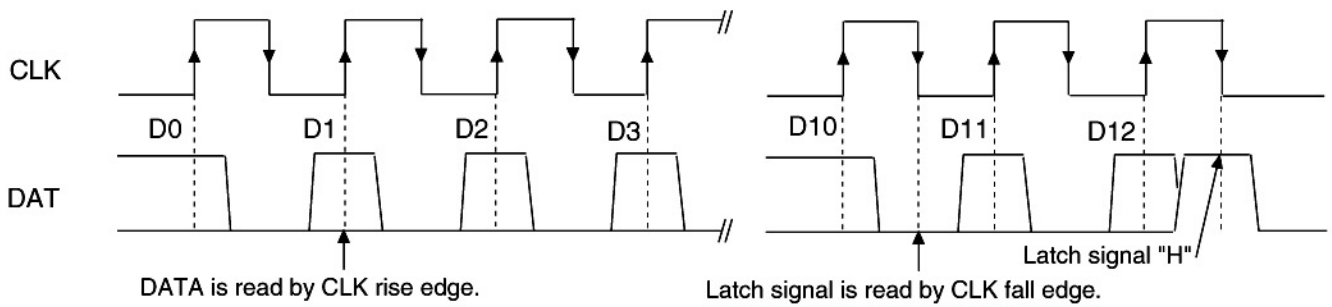 CLK
D0 D1 D2 D3 D10 D11 D12
DAT
Latch signal "H"
DATA is read by CLK rise edge. Latch signal is read by CLK fall edge.